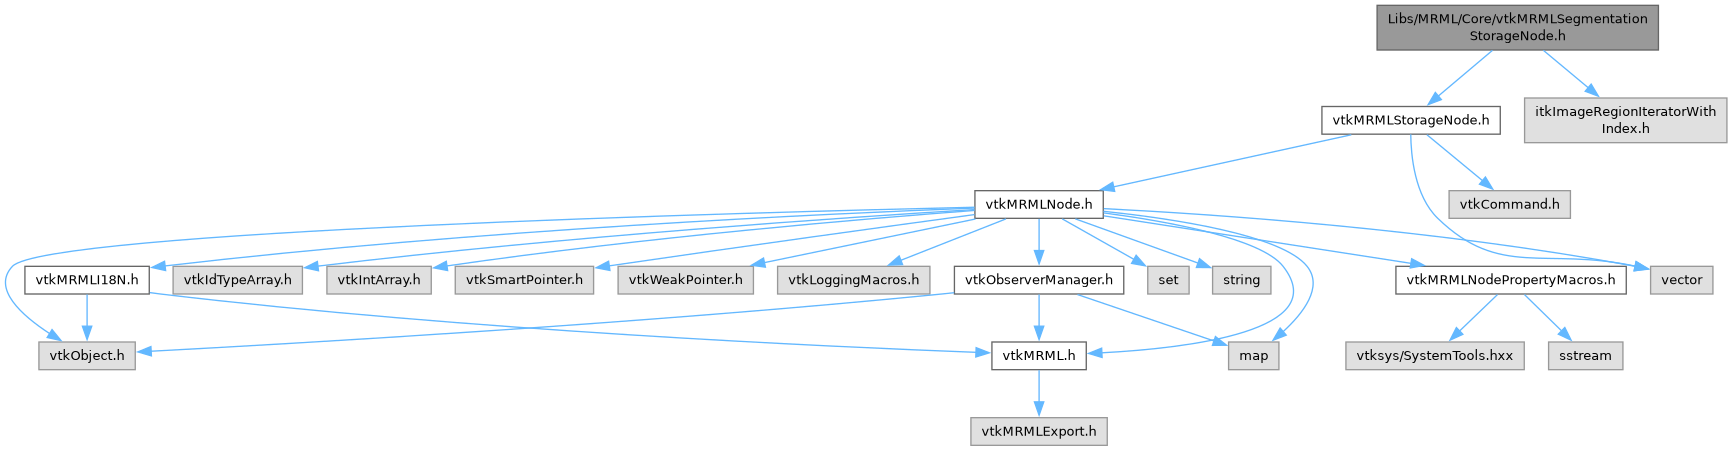 Libs/MRML/Core/vtkMRMLSegmentation
StorageNode.h
vtkMRMLStorageNode.h
itkImageRegionIteratorWith
Index.h
vtkMRMLNode.h
vtkCommand.h
vtkMRMLI18N.h
vtkIdTypeArray.h
vtkIntArray.h
vtkSmartPointer.h
vtkWeakPointer.h
vtkLoggingMacros.h
vtkObserverManager.h
set
string
vtkMRMLNodePropertyMacros.h
vector
vtkObject.h
vtkMRML.h
map
vtksys/SystemTools.hxx
sstream
vtkMRMLExport.h